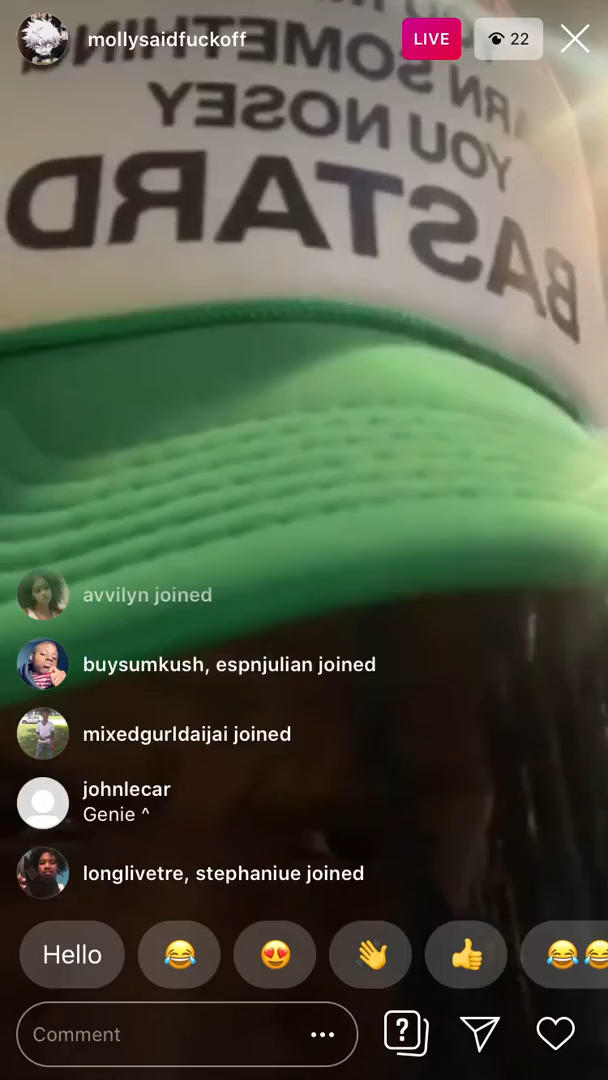 mollysaidfuckoff
LIVE
22
SOMETHING
YOU NOSEY
BASTARD
avvilyn joined
buysumkush, espnjulian joined
mixedgurldaijai joined
johnlecar
Genie ^
longlivetre, stephaniue joined
Hello
Comment